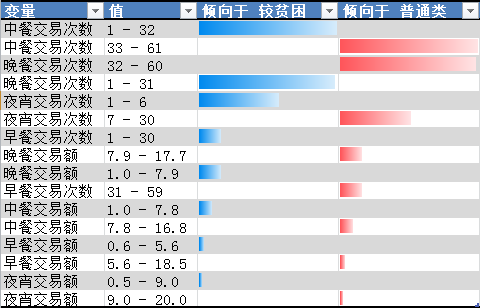 变量 值 倾向于 较贫困 倾向于 普通类
中餐交易次数 1 - 32
中餐交易次数 33 - 61
晚餐交易次数 32 - 60
晚餐交易次数 1 - 31
夜宵交易次数 1 - 6
夜宵交易次数 7 - 30
早餐交易次数 1 - 30
晚餐交易额 7.9 - 17.7
晚餐交易额 1.0 - 7.9
早餐交易次数 31 - 59
中餐交易额 1.0 - 7.8
中餐交易额 7.8 - 16.8
早餐交易额 0.6 - 5.6
早餐交易额 5.6 - 18.5
夜宵交易额 0.5 - 9.0
夜宵交易额 9.0 - 20.0